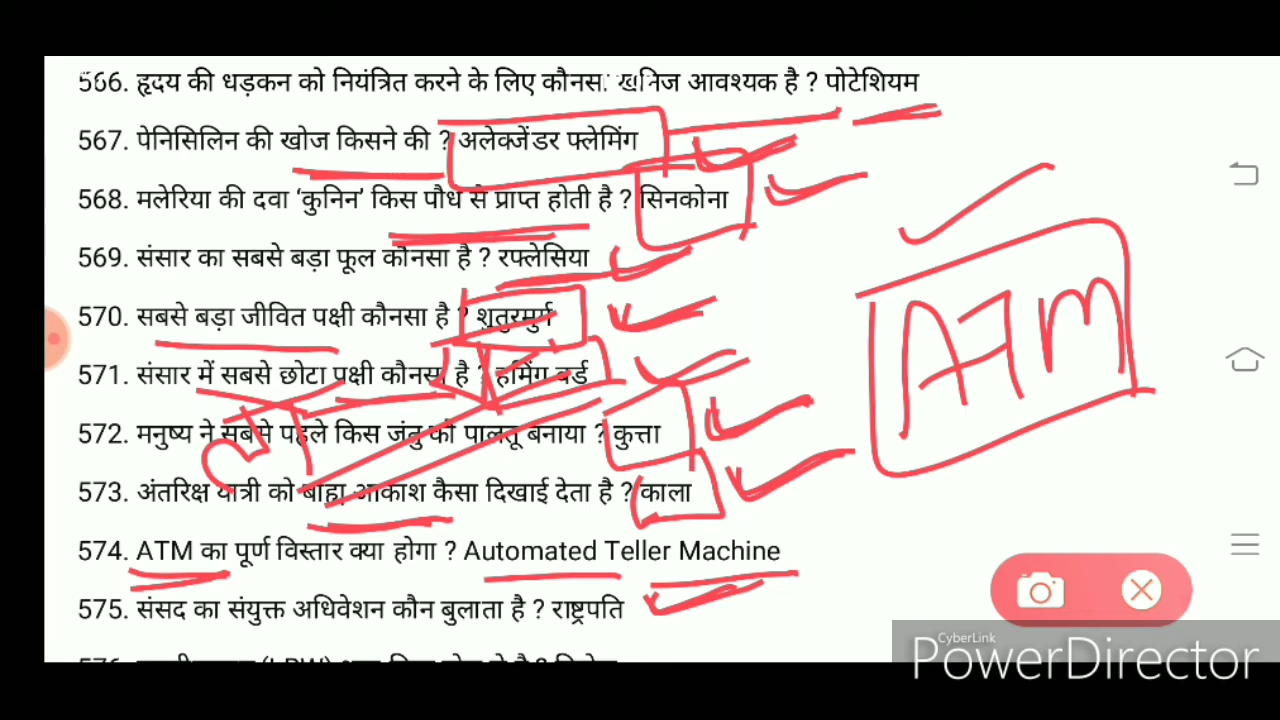 566. हृदय की धड़कन को नियंत्रित करने के लिए कौनसा खनिज आवश्यक है ? पोटेशियम
567. पेनिसिलिन की खोज किसने की ? अलेक्जेंडर फ्लेमिंग
568. मलेरिया की दवा ‘कुनिन’ किस पौधे से प्राप्त होती है ? सिनकोना
569. संसार का सबसे बड़ा फूल कौनसा है ? रफ्लेसिया
570. सबसे बड़ा जीवित पक्षी कौनसा है ? शुतुरमुर्ग
571. संसार में सबसे छोटा पक्षी कौनसा है ? हमिंग बर्ड
572. मनुष्य ने सबसे पहले किस जंतु को पालतू बनाया ? कुत्ता
573. अंतरिक्ष यात्री को बाह्य आकाश कैसा दिखाई देता है ? काला
574. ATM का पूर्ण विस्तार क्या होगा ? Automated Teller Machine
575. संसद का संयुक्त अधिवेशन कौन बुलाता है ? राष्ट्रपति
ATM
CyberLink
PowerDirector